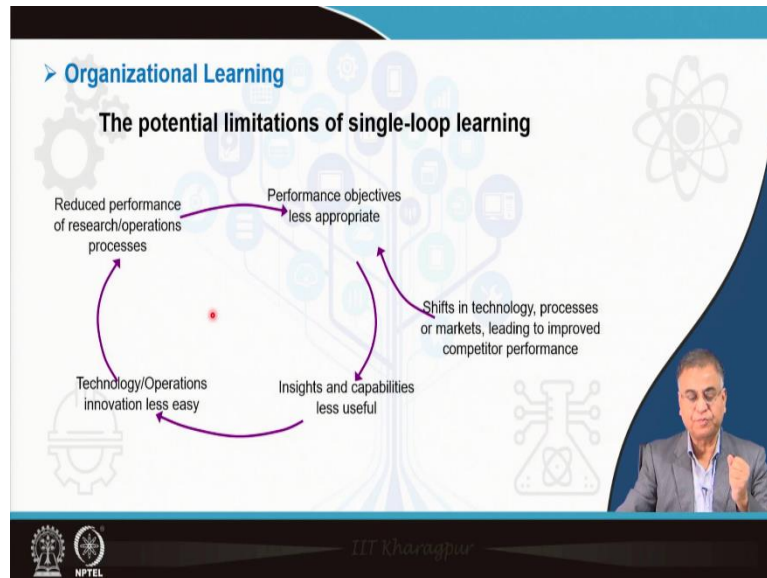 ➤ Organizational Learning
The potential limitations of single-loop learning
Reduced performance
of research/operations
processes
Performance objectives
less appropriate
Shifts in technology, processes
or markets, leading to improved
competitor performance
Technology/Operations
innovation less easy
Insights and capabilities
less useful
NPTEL
IIT Kharagpur